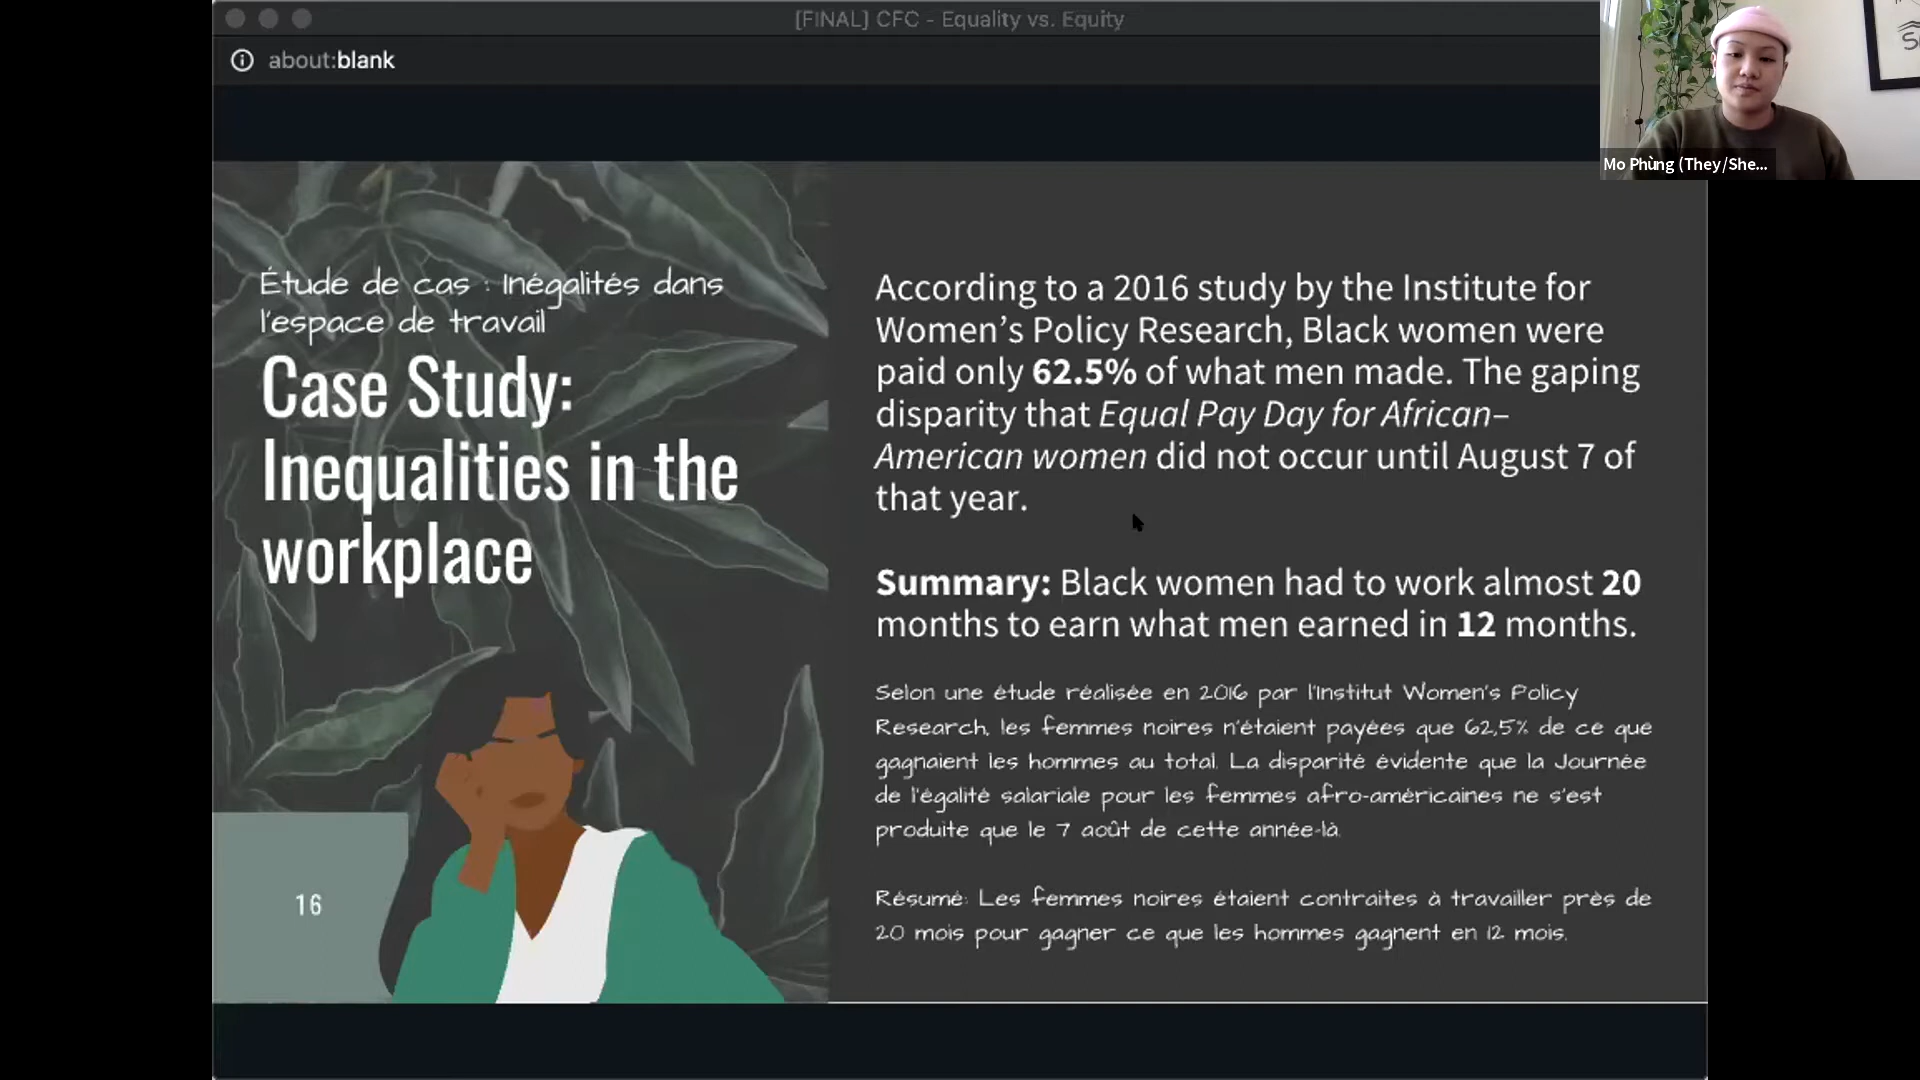 [FINAL] CFC - Equality vs. Equity
about:blank
Mo Phùng (They/She...
Étude de cas : Inégalités dans
l'espace de travail
Case Study:
Inequalities in the
workplace
16
According to a 2016 study by the Institute for
Women’s Policy Research, Black women were
paid only 62.5% of what men made. The gaping
disparity that Equal Pay Day for African–
American women did not occur until August 7 of
that year.
Summary: Black women had to work almost 20
months to earn what men earned in 12 months.
Selon une étude réalisée en 2016 par l'Institut Women's Policy
Research, les femmes noires n'étaient payées que 62,5% de ce que
gagnaient les hommes au total. La disparité évidente que la Journée
de l'égalité salariale pour les femmes afro-américaines ne s'est
produite que le 7 août de cette année-là.
Résumé: Les femmes noires étaient contraites à travailler près de
20 mois pour gagner ce que les hommes gagnent en 12 mois.